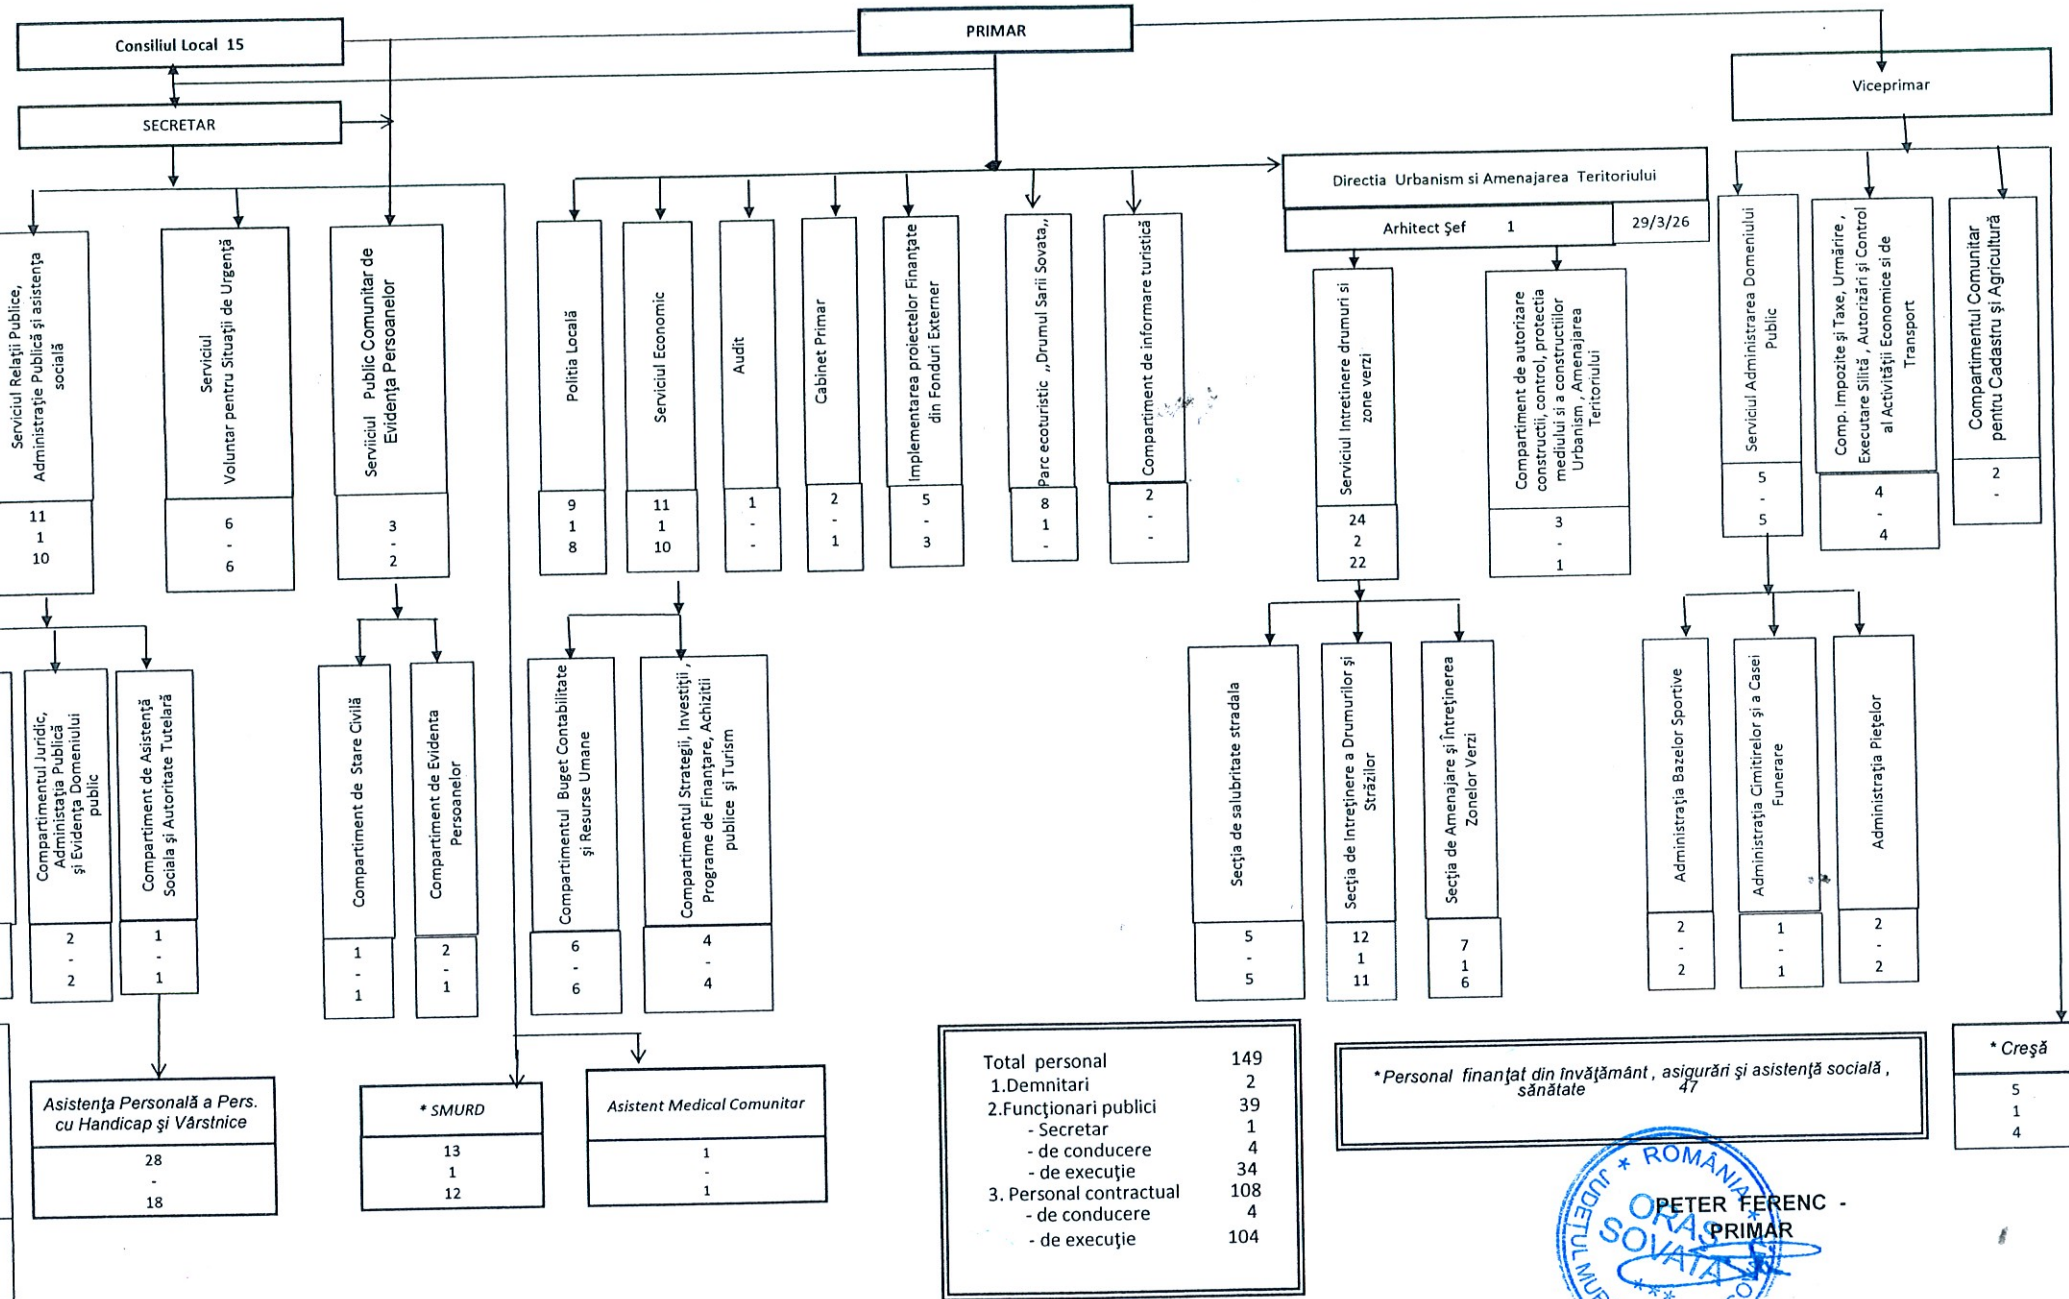 Consiliul Local 15
PRIMAR
Viceprimar
SECRETAR
Directia Urbanism si Amenajarea Teritoriului
Arhitect Şef 1
29/3/26
Serviciul Relaţii Publice,
Administraţie Publică şi asistenţa
socială
11
1
10
Serviciul
Voluntar pentru Situaţii de Urgenţă
6
-
6
Serviiciul Public Comunitar de
Evidenţa Persoanelor
3
-
2
Politia Locală
9
1
8
Serviciul Economic
11
1
10
Audit
1
-
-
Cabinet Primar
2
-
1
Implementarea proiectelor Finanţate
din Fonduri Externer
5
-
3
Parc ecoturistic ,,Drumul Sarii Sovata,,
8
1
-
Compartiment de informare turistică
2
-
-
Serviciul Intretinere drumuri si
zone verzi
24
2
22
Compartiment de autorizare
constructii, control, protectia
mediului si a constructiilor
Urbanism , Amenajarea
Teritoriului
3
-
1
Serviciul Administrarea Domeniului
Public
5
-
5
Comp. Impozite şi Taxe, Urmărire ,
Executare Silită , Autorizări şi Control
al Activităţii Economice si de
Transport
4
-
4
Compartimentul Comunitar
pentru Cadastru şi Agricultură
2
-
Compartimentul Juridic,
Administaţia Publică
şi Evidenţa Domeniului
public
2
-
2
Compartiment de Asistenţă
Sociala şi Autoritate Tutelară
1
-
1
Compartiment de Stare Civilă
1
-
1
Compartiment de Evidenta
Persoanelor
2
-
1
Compartimentul Buget Contabilitate
şi Resurse Umane
6
-
6
Compartimentul Strategii, Investiţii ,
Programe de Finanţare, Achizitii
publice şi Turism
4
-
4
Secţia de salubritate stradala
5
-
5
Secţia de Intreţinere a Drumurilor şi
Străzilor
12
1
11
Secţia de Amenajare şi Întreţinerea
Zonelor Verzi
7
1
6
Administraţia Bazelor Sportive
2
-
2
Administraţia Cimitirelor şi a Casei
Funerare
1
-
1
Administraţia Pieţelor
2
-
2
Asistenţa Personală a Pers.
cu Handicap şi Vârstnice
28
-
18
* SMURD
13
1
12
Asistent Medical Comunitar
1
-
1
Total personal 149
1.Demnitari 2
2.Funcţionari publici 39
- Secretar 1
- de conducere 4
- de execuţie 34
3. Personal contractual 108
- de conducere 4
- de execuţie 104
*Personal finanţat din învăţământ , asigurări şi asistenţă socială ,
sănătate 47
* Creşă
5
1
4
PETER FERENC -
PRIMAR
* ROMÂNIA *
JUDEŢUL
ORAŞ
SOVATA